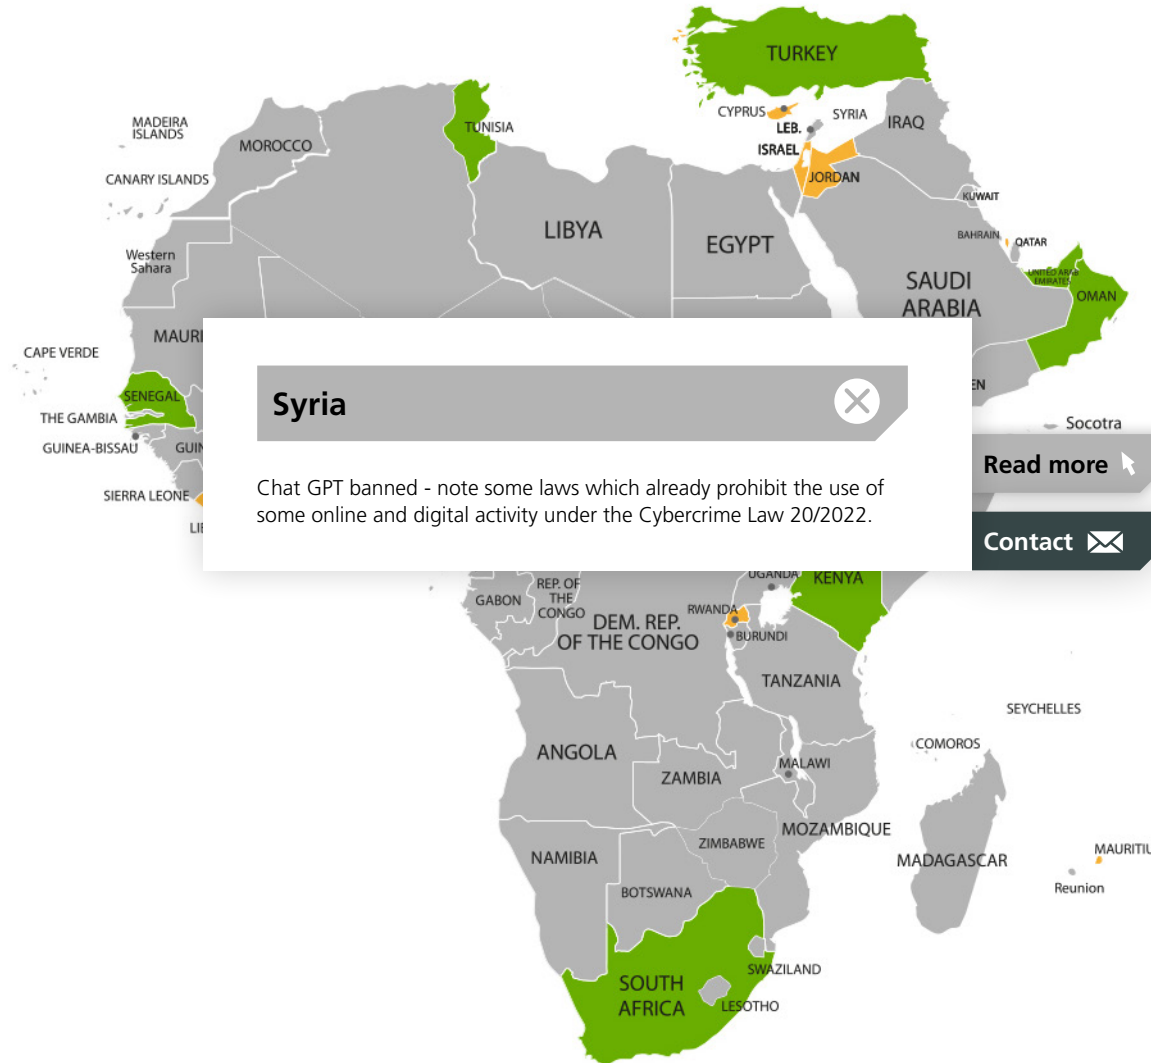 TURKEY
CYPRUS
SYRIA
LEB.
IRAQ
ISRAEL
JORDAN
KUWAIT
BAHRAIN
QATAR
UNITED ARAB
EMIRATES
OMAN
SAUDI
ARABIA
MADEIRA
ISLANDS
MOROCCO
TUNISIA
CANARY ISLANDS
LIBYA
EGYPT
Western
Sahara
CAPE VERDE
SENEGAL
THE GAMBIA
GUINEA-BISSAU
SIERRA LEONE
Socotra
Syria
Chat GPT banned - note some laws which already prohibit the use of
some online and digital activity under the Cybercrime Law 20/2022.
Read more
Contact
UGANDA
KENYA
GABON
REP. OF
THE
CONGO
RWANDA
DEM. REP.
OF THE CONGO
BURUNDI
TANZANIA
SEYCHELLES
COMOROS
ANGOLA
MALAWI
ZAMBIA
MOZAMBIQUE
ZIMBABWE
NAMIBIA
MADAGASCAR
MAURITIU
Reunion
BOTSWANA
SWAZILAND
SOUTH
AFRICA
LESOTHO